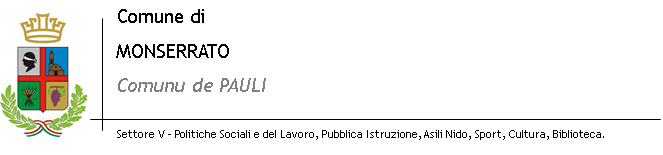 Comune di
MONSERRATO
Comunu de PAULI
Settore V - Politiche Sociali e del Lavoro, Pubblica Istruzione, Asili Nido, Sport, Cultura, Biblioteca.